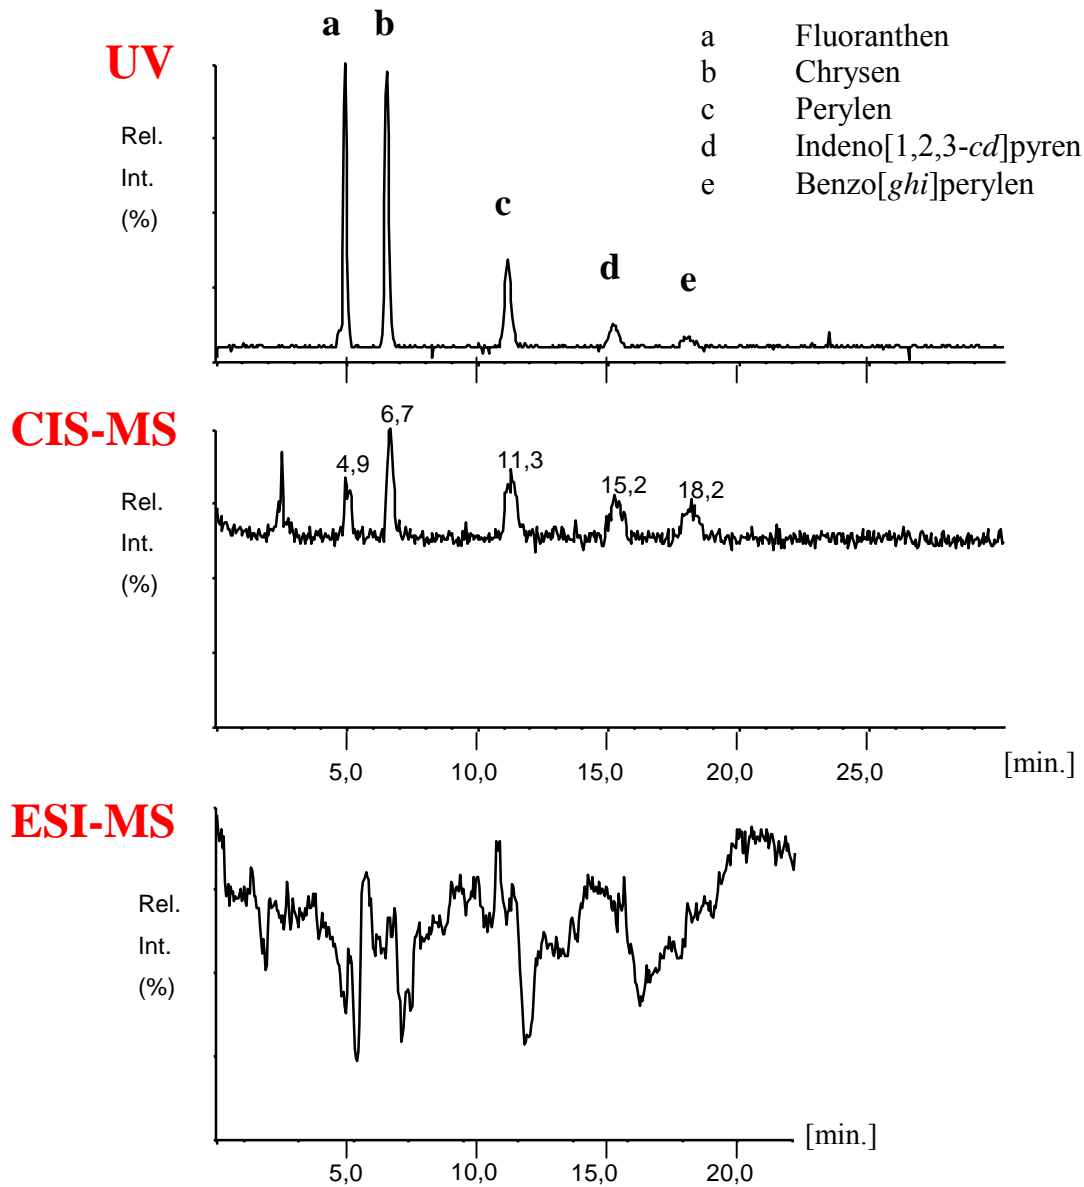 a b
UV
Rel.
Int.
(%)
c
d
e
a Fluoranthen
b Chrysen
c Perylen
d Indeno[1,2,3-cd]pyren
e Benzo[ghi]perylen
CIS-MS
Rel.
Int.
(%)
4,9
6,7
11,3
15,2
18,2
5,0 10,0 15,0 20,0 25,0 [min.]
ESI-MS
Rel.
Int.
(%)
[min.]
5,0 10,0 15,0 20,0